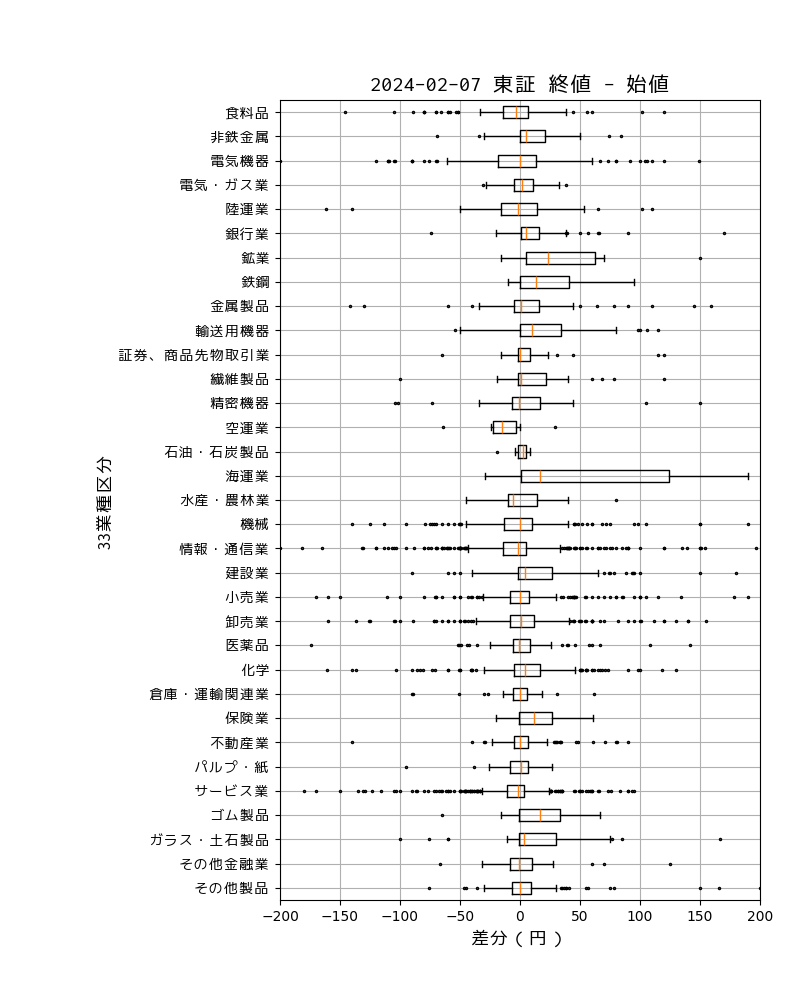 2024-02-07 東証 終値 - 始値
食料品
非鉄金属
電気機器
電気・ガス業
陸運業
銀行業
鉱業
鉄鋼
金属製品
輸送用機器
証券、商品先物取引業
繊維製品
精密機器
空運業
石油・石炭製品
海運業
水産・農林業
機械
情報・通信業
建設業
小売業
卸売業
医薬品
化学
倉庫・運輸関連業
保険業
不動産業
パルプ・紙
サービス業
ゴム製品
ガラス・土石製品
その他金融業
その他製品
33業種区分
−200 −150 −100 −50 0 50 100 150 200
差分（円）